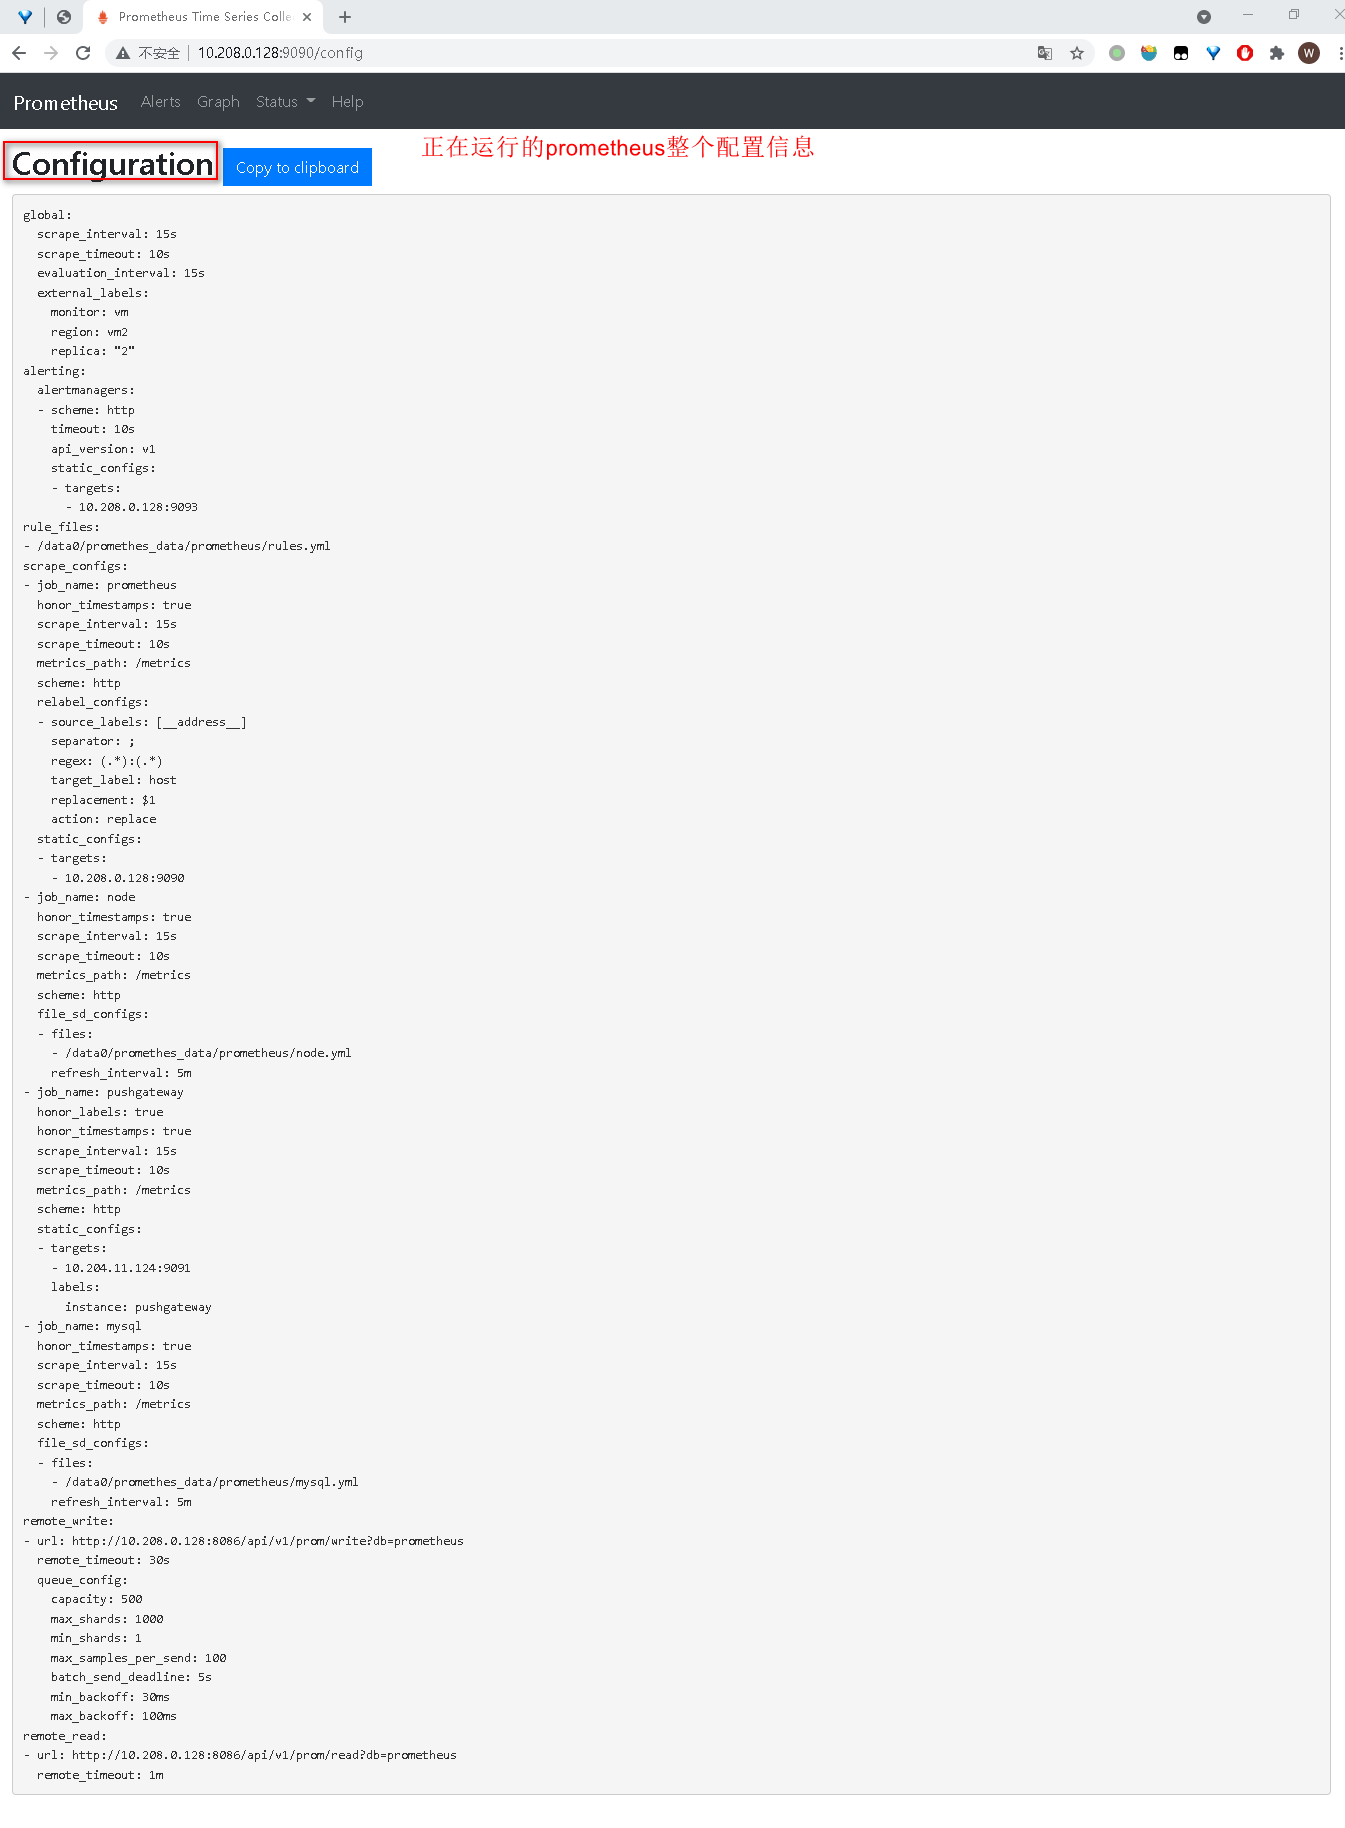 Prometheus Time Series Colle
不安全 10.208.0.128:9090/config
W
Prometheus Alerts Graph Status Help
正在运行的prometheus整个配置信息
Configuration Copy to clipboard
global:
  scrape_interval: 15s
  scrape_timeout: 10s
  evaluation_interval: 15s
  external_labels:
    monitor: vm
    region: vm2
    replica: "2"
alerting:
  alertmanagers:
  - scheme: http
    timeout: 10s
    api_version: v1
    static_configs:
    - targets:
      - 10.208.0.128:9093
rule_files:
- /data0/promethes_data/prometheus/rules.yml
scrape_configs:
- job_name: prometheus
  honor_timestamps: true
  scrape_interval: 15s
  scrape_timeout: 10s
  metrics_path: /metrics
  scheme: http
  relabel_configs:
  - source_labels: [__address__]
    separator: ;
    regex: (.*):(.*)
    target_label: host
    replacement: $1
    action: replace
  static_configs:
  - targets:
    - 10.208.0.128:9090
- job_name: node
  honor_timestamps: true
  scrape_interval: 15s
  scrape_timeout: 10s
  metrics_path: /metrics
  scheme: http
  file_sd_configs:
  - files:
    - /data0/promethes_data/prometheus/node.yml
    refresh_interval: 5m
- job_name: pushgateway
  honor_labels: true
  honor_timestamps: true
  scrape_interval: 15s
  scrape_timeout: 10s
  metrics_path: /metrics
  scheme: http
  static_configs:
  - targets:
    - 10.204.11.124:9091
    labels:
      instance: pushgateway
- job_name: mysql
  honor_timestamps: true
  scrape_interval: 15s
  scrape_timeout: 10s
  metrics_path: /metrics
  scheme: http
  file_sd_configs:
  - files:
    - /data0/promethes_data/prometheus/mysql.yml
    refresh_interval: 5m
remote_write:
- url: http://10.208.0.128:8086/api/v1/prom/write?db=prometheus
  remote_timeout: 30s
  queue_config:
    capacity: 500
    max_shards: 1000
    min_shards: 1
    max_samples_per_send: 100
    batch_send_deadline: 5s
    min_backoff: 30ms
    max_backoff: 100ms
remote_read:
- url: http://10.208.0.128:8086/api/v1/prom/read?db=prometheus
  remote_timeout: 1m